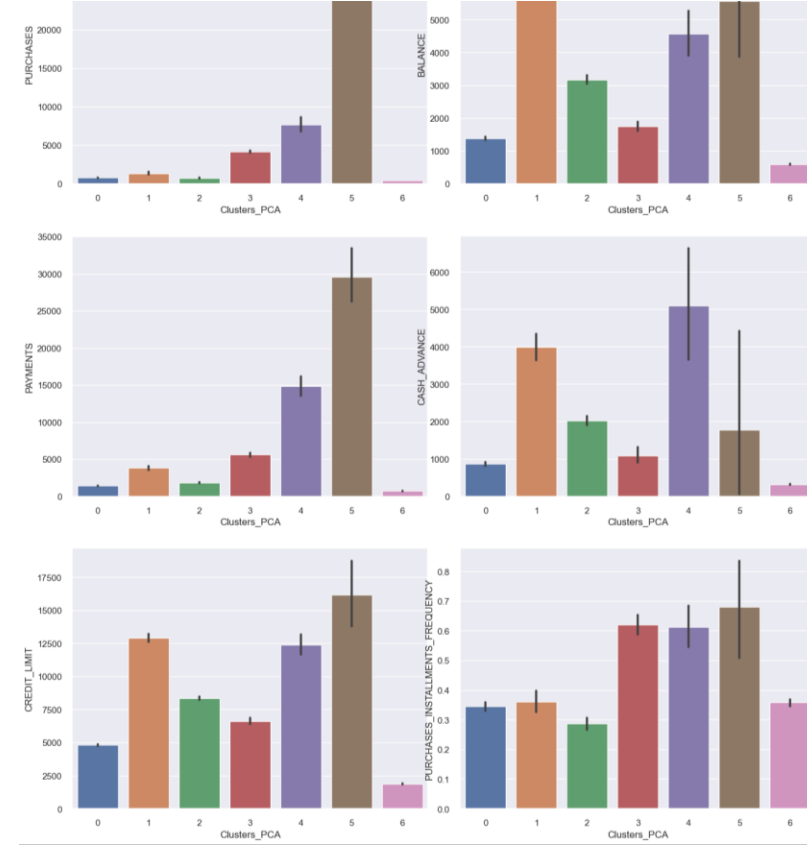 PURCHASES
20000
15000
10000
5000
0
0 1 2 3 4 5 6
Clusters_PCA
BALANCE
5000
4000
3000
2000
1000
0
0 1 2 3 4 5 6
Clusters_PCA
PAYMENTS
35000
30000
25000
20000
15000
10000
5000
0
0 1 2 3 4 5 6
Clusters_PCA
CASH_ADVANCE
6000
5000
4000
3000
2000
1000
0
0 1 2 3 4 5 6
Clusters_PCA
CREDIT_LIMIT
17500
15000
12500
10000
7500
5000
2500
0
0 1 2 3 4 5 6
Clusters_PCA
PURCHASES_INSTALLMENTS_FREQUENCY
0.8
0.7
0.6
0.5
0.4
0.3
0.2
0.1
0.0
0 1 2 3 4 5 6
Clusters_PCA